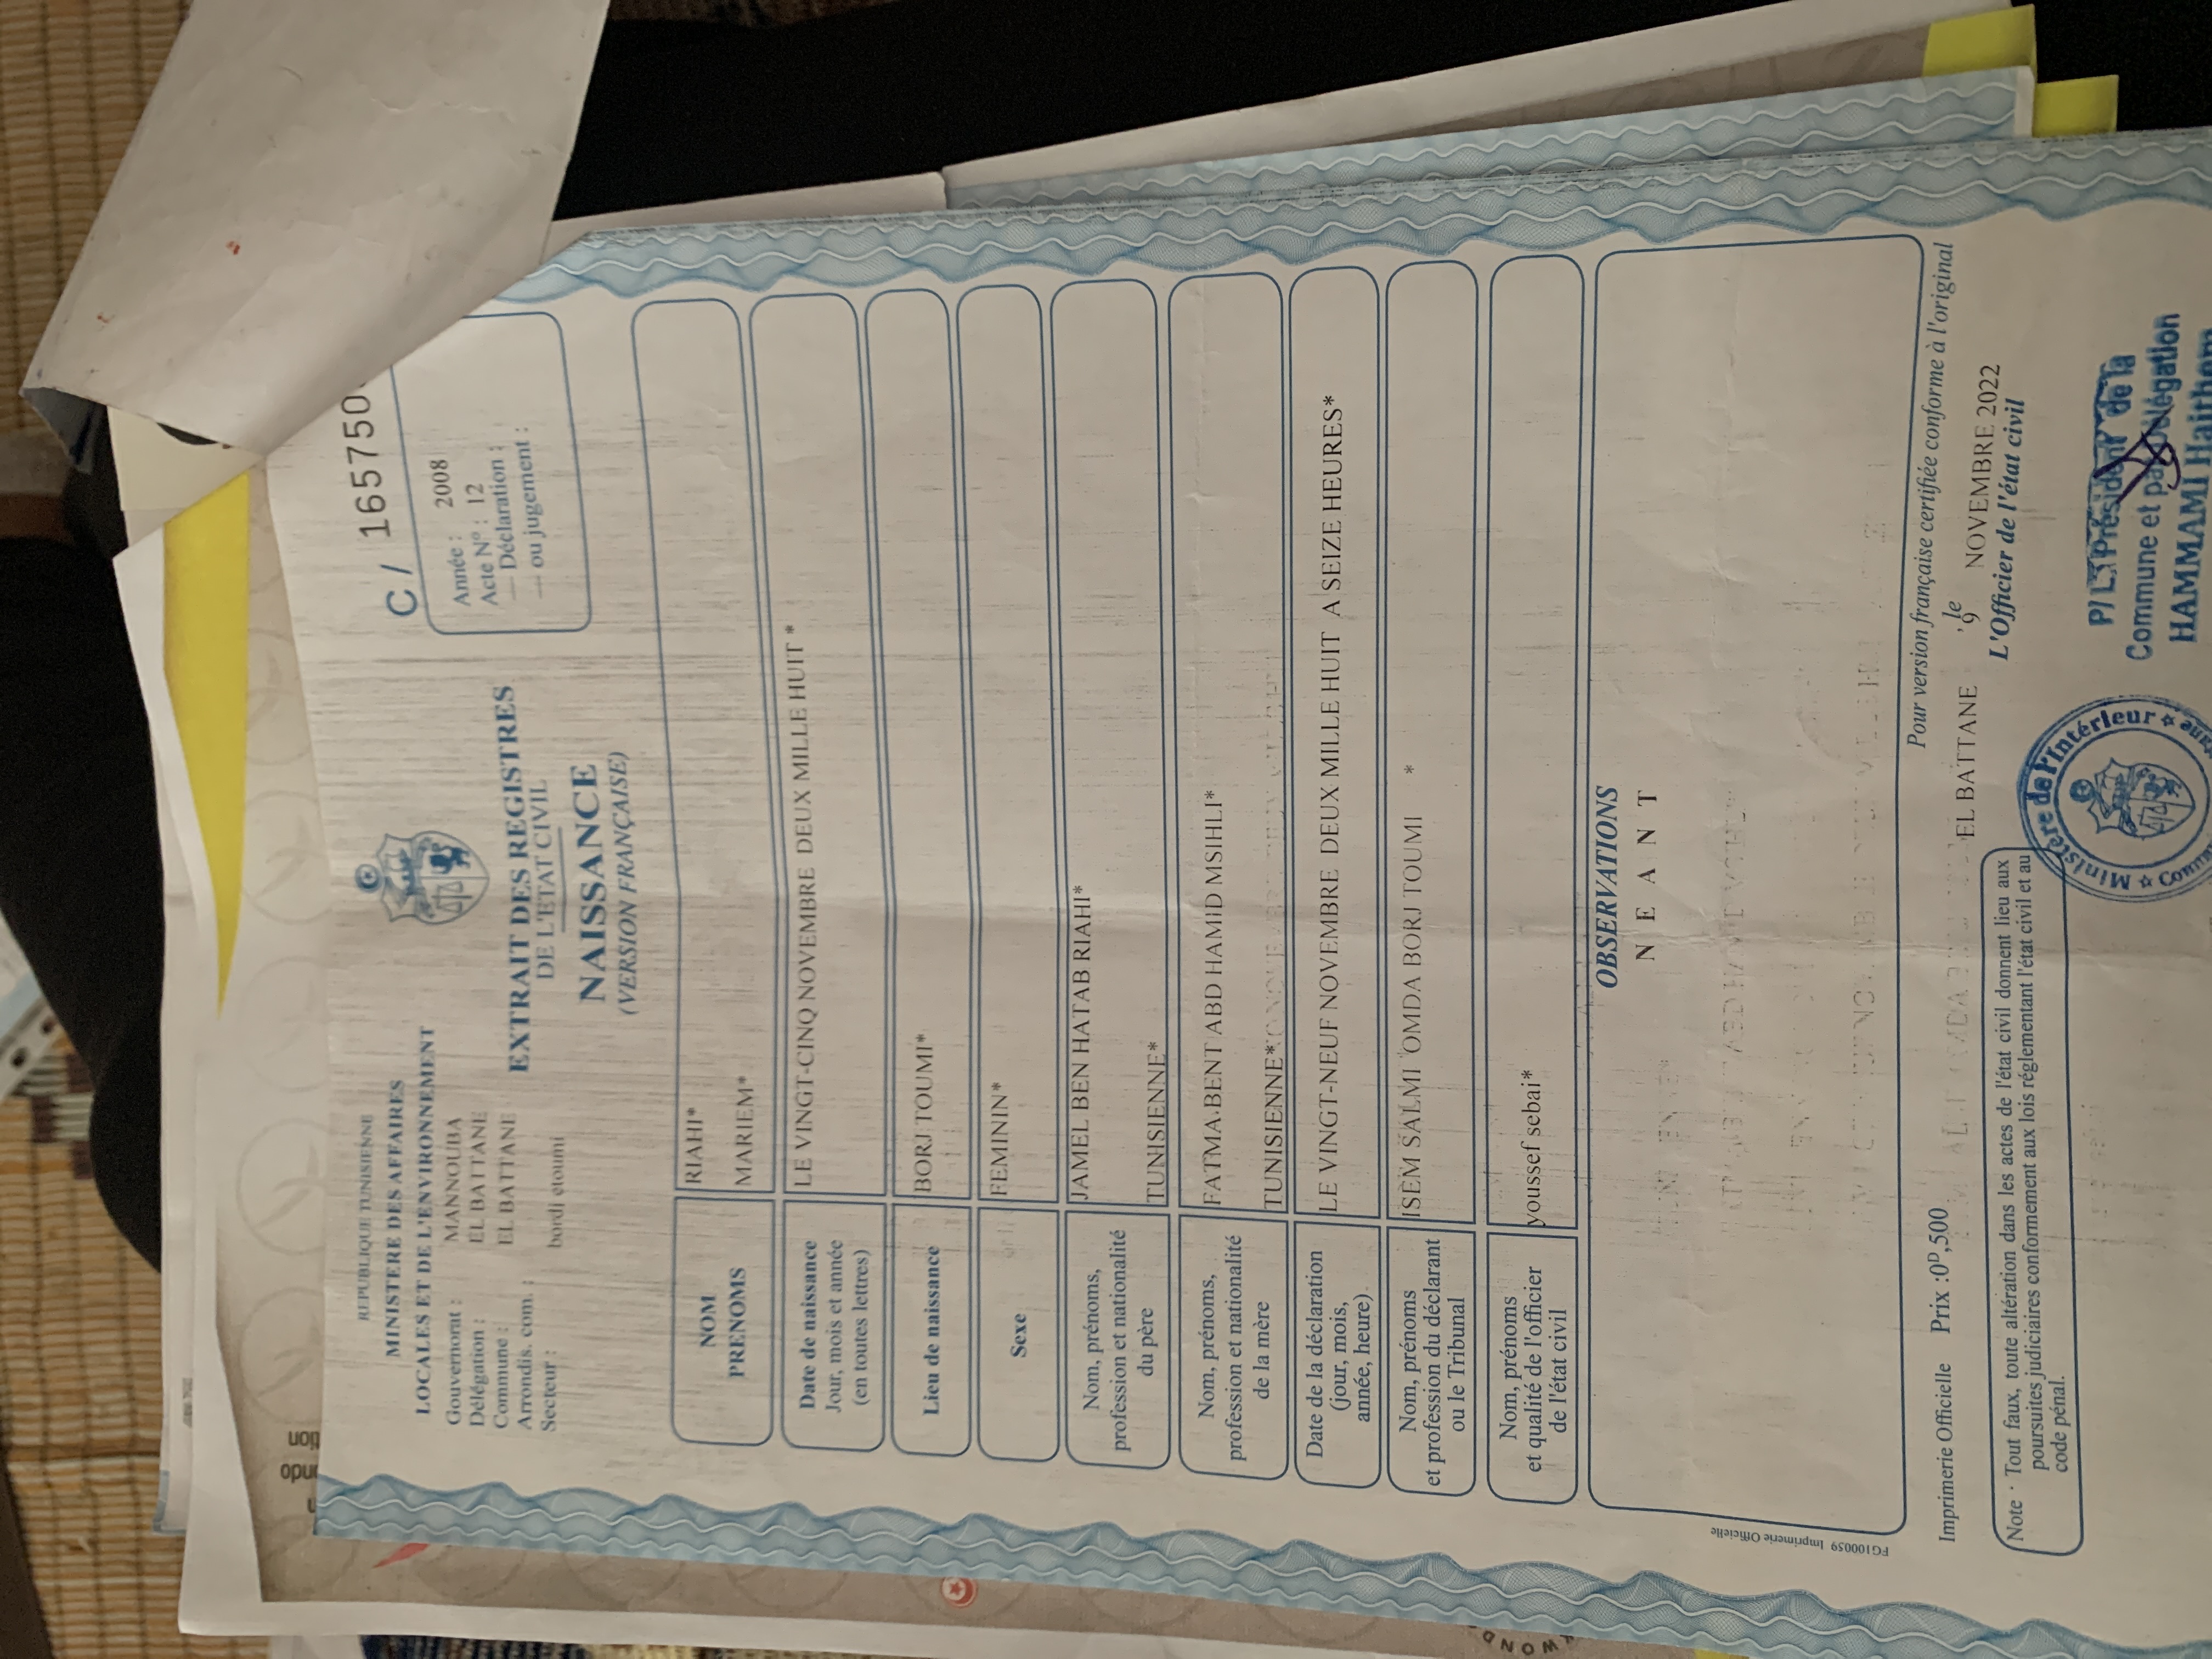 REPUBLIQUE TUNISIENNE
MINISTERE DES AFFAIRES
LOCALES ET DE L'ENVIRONNEMENT
Gouvernorat : MANNOUBA
Délégation : EL BATTANE
Commune : EL BATTANE
Arrondis. com. :
Secteur : bordj etoumi
EXTRAIT DES REGISTRES
DE L'ETAT CIVIL
NAISSANCE
(VERSION FRANÇAISE)
C / 1657750
Année : 2008
Acte N° : 12
— Déclaration :
— ou jugement :
NOM RIAHI*
PRENOMS MARIEM*
Date de naissance
Jour, mois et année
(en toutes lettres)
LE VINGT-CINQ NOVEMBRE DEUX MILLE HUIT *
Lieu de naissance BORJ TOUMI*
Sexe FEMININ*
Nom, prénoms,
profession et nationalité
du père
JAMEL BEN HATAB RIAHI*
TUNISIENNE*
Nom, prénoms,
profession et nationalité
de la mère
FATMA BENT ABD HAMID MSIHLI*
TUNISIENNE*
Date de la déclaration
(jour, mois,
année, heure)
LE VINGT-NEUF NOVEMBRE DEUX MILLE HUIT A SEIZE HEURES*
Nom, prénoms
et profession du déclarant
ou le Tribunal
ISEM SALMI OMDA BORJ TOUMI *
Nom, prénoms
et qualité de l'officier
de l'état civil
youssef sebai*
OBSERVATIONS
N E A N T
FG100059 Imprimerie Officielle
Pour version française certifiée conforme à l'original
Imprimerie Officielle Prix :0ᴰ,500
EL BATTANE, le 9 NOVEMBRE 2022
L'Officier de l'état civil
Note : Tout faux, toute altération dans les actes de l'état civil donnent lieu aux
poursuites judiciaires conformement aux lois réglementant l'état civil et au
code pénal.
Ministère de l'Intérieur
P/ Le Président de la
Commune et par Délégation
HAMMAMI Haithem